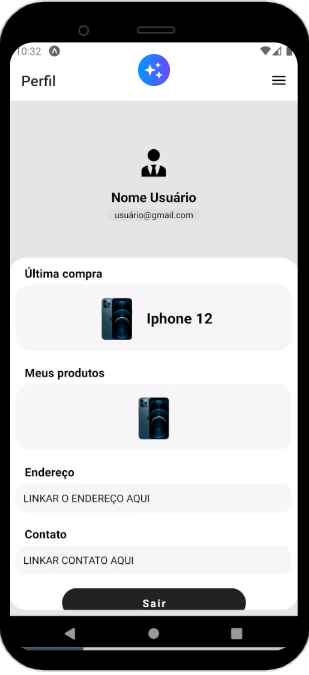 10:32
Perfil
Nome Usuário
usuário@gmail.com
Última compra
Iphone 12
Meus produtos
Endereço
LINKAR O ENDEREÇO AQUI
Contato
LINKAR CONTATO AQUI
Sair